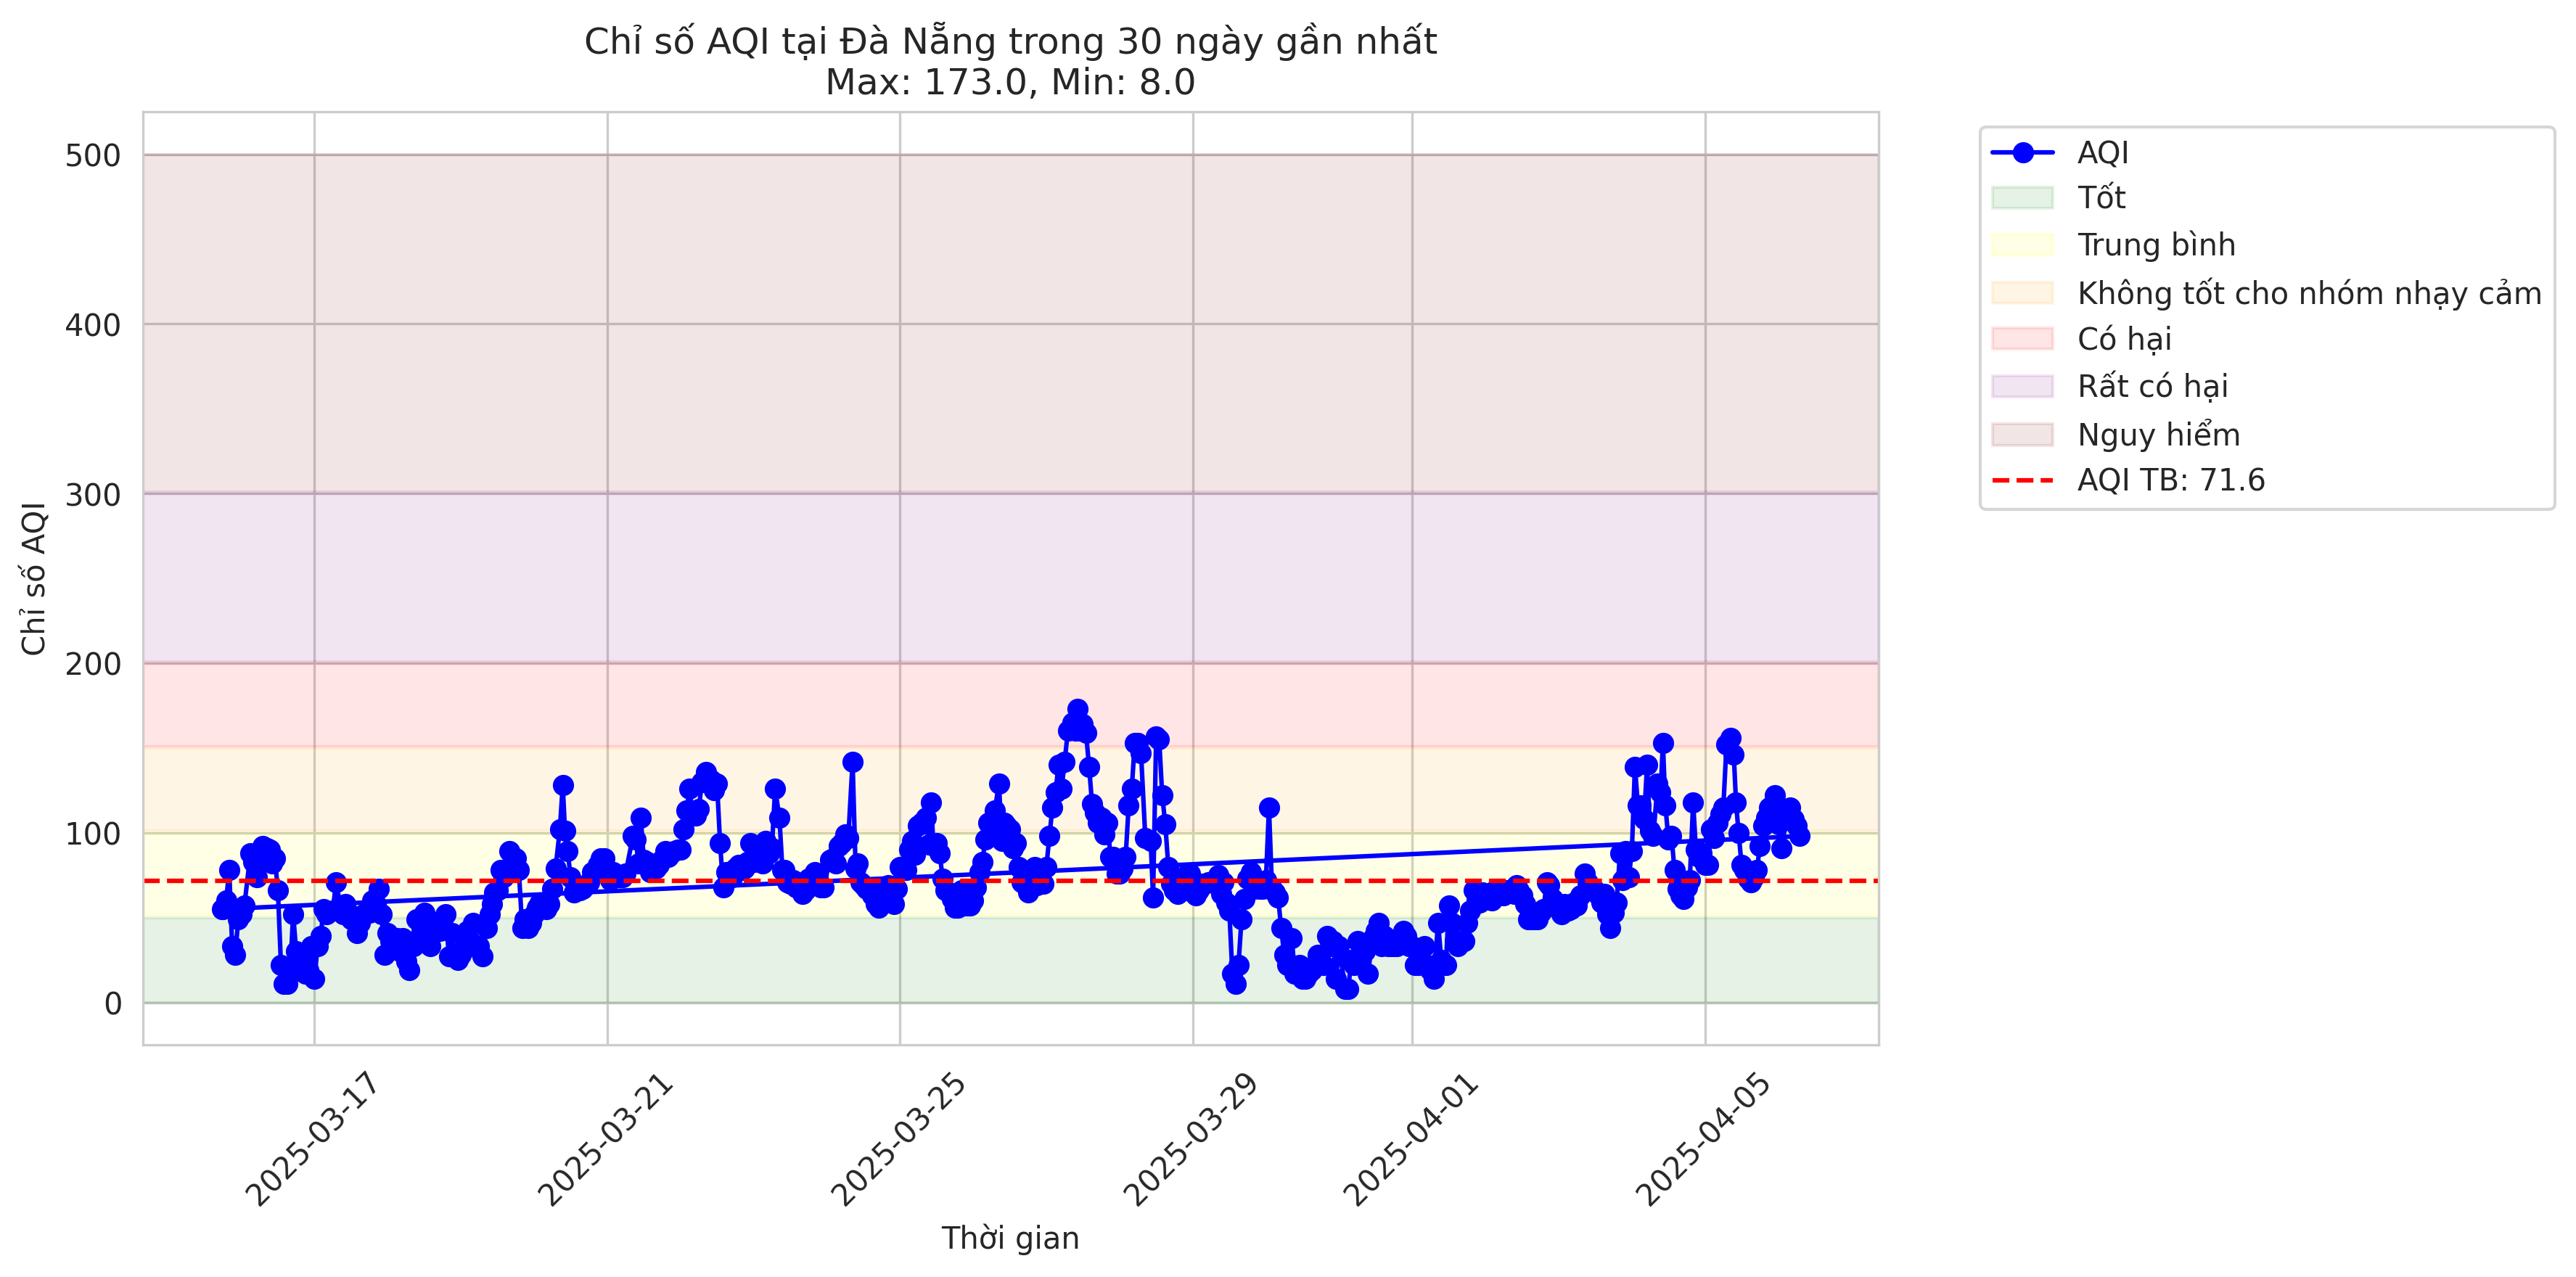 Chỉ số AQI tại Đà Nẵng trong 30 ngày gần nhất
Max: 173.0, Min: 8.0
Chỉ số AQI
500
400
300
200
100
0
2025-03-17
2025-03-21
2025-03-25
2025-03-29
2025-04-01
2025-04-05
Thời gian
AQI
Tốt
Trung bình
Không tốt cho nhóm nhạy cảm
Có hại
Rất có hại
Nguy hiểm
AQI TB: 71.6